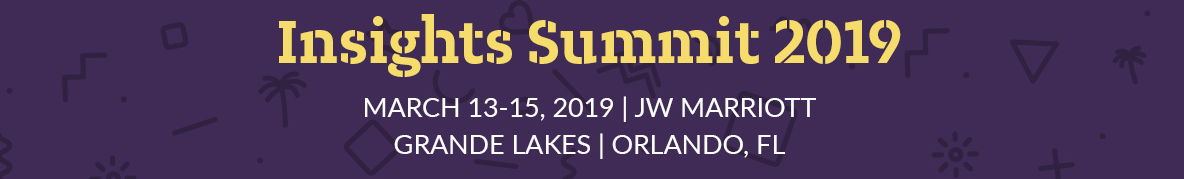 Insights Summit 2019
MARCH 13-15, 2019 | JW MARRIOTT
GRANDE LAKES | ORLANDO, FL